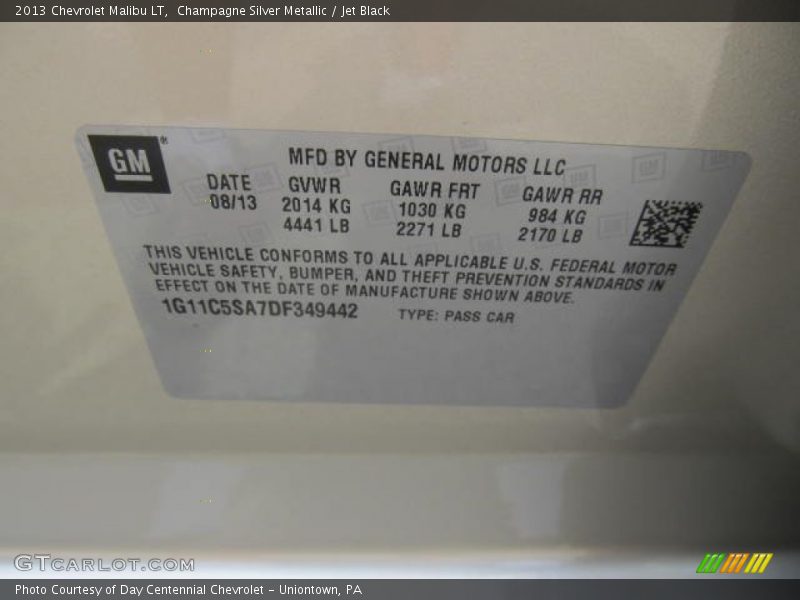 2013 Chevrolet Malibu LT, Champagne Silver Metallic / Jet Black
GM
®
MFD BY GENERAL MOTORS LLC
DATE GVWR GAWR FRT GAWR RR
08/13 2014 KG 1030 KG 984 KG
4441 LB 2271 LB 2170 LB
THIS VEHICLE CONFORMS TO ALL APPLICABLE U.S. FEDERAL MOTOR
VEHICLE SAFETY, BUMPER, AND THEFT PREVENTION STANDARDS IN
EFFECT ON THE DATE OF MANUFACTURE SHOWN ABOVE.
1G11C5SA7DF349442 TYPE: PASS CAR
GTCARLOT.COM
Photo Courtesy of Day Centennial Chevrolet - Uniontown, PA